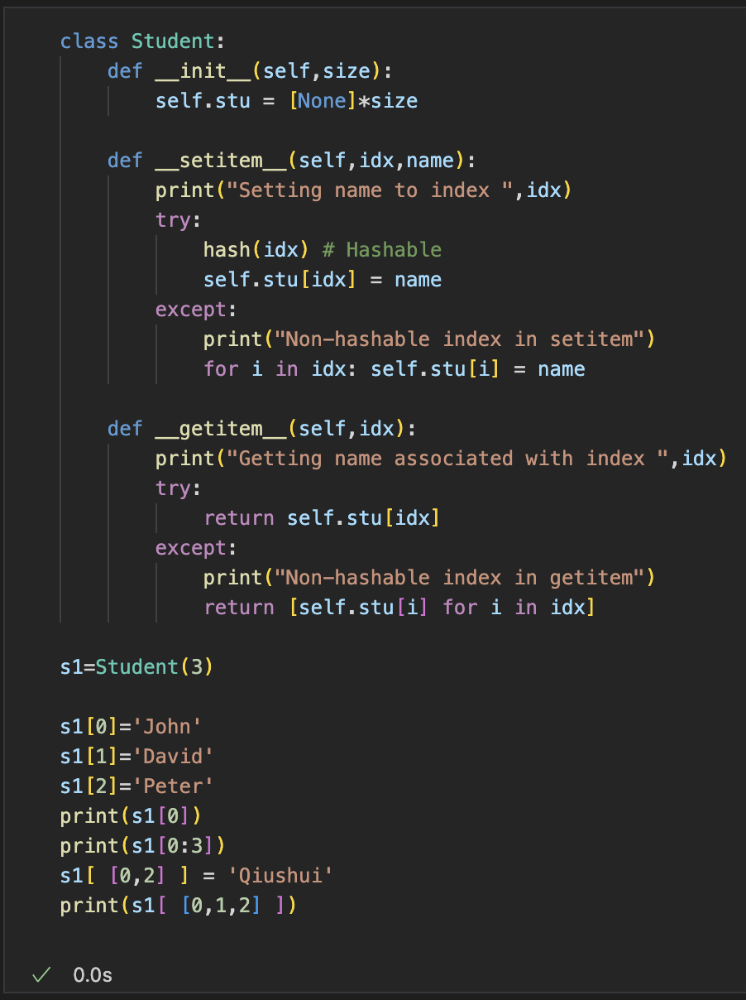 class Student:
    def __init__(self,size):
        self.stu = [None]*size
    def __setitem__(self,idx,name):
        print("Setting name to index ",idx)
        try:
            hash(idx) # Hashable
            self.stu[idx] = name
        except:
            print("Non-hashable index in setitem")
            for i in idx: self.stu[i] = name
    def __getitem__(self,idx):
        print("Getting name associated with index ",idx)
        try:
            return self.stu[idx]
        except:
            print("Non-hashable index in getitem")
            return [self.stu[i] for i in idx]
s1=Student(3)
s1[0]='John'
s1[1]='David'
s1[2]='Peter'
print(s1[0])
print(s1[0:3])
s1[ [0,2] ] = 'Qiushui'
print(s1[ [0,1,2] ])
✓ 0.0s